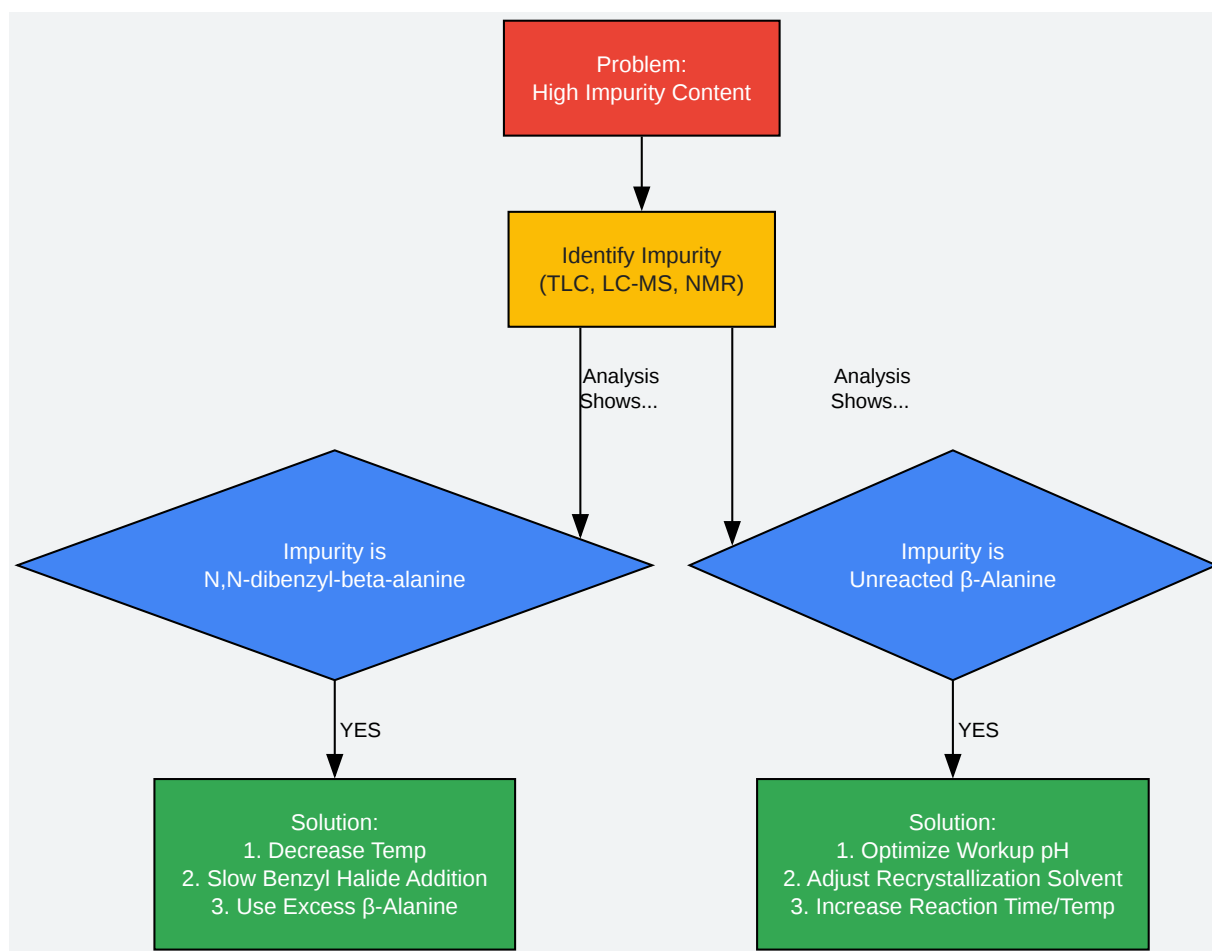 Problem:
High Impurity Content
Identify Impurity
(TLC, LC-MS, NMR)
Analysis
Shows...
Analysis
Shows...
Impurity is
N,N-dibenzyl-beta-alanine
Impurity is
Unreacted β-Alanine
YES
YES
Solution:
1. Decrease Temp
2. Slow Benzyl Halide Addition
3. Use Excess β-Alanine
Solution:
1. Optimize Workup pH
2. Adjust Recrystallization Solvent
3. Increase Reaction Time/Temp